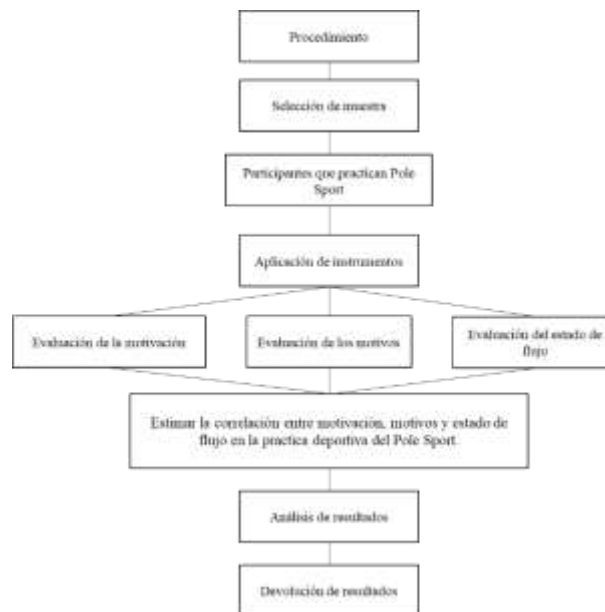 Procedimiento
Selección de muestra
Participantes que practican Pole
Sport
Aplicación de instrumentos
Evaluación de la motivación
Evaluación de los motivos
Evaluación del estado de
flujo
Estimar la correlación entre motivación, motivos y estado de
flujo en la practica deportiva del Pole Sport
Análisis de resultados
Devolución de resultados